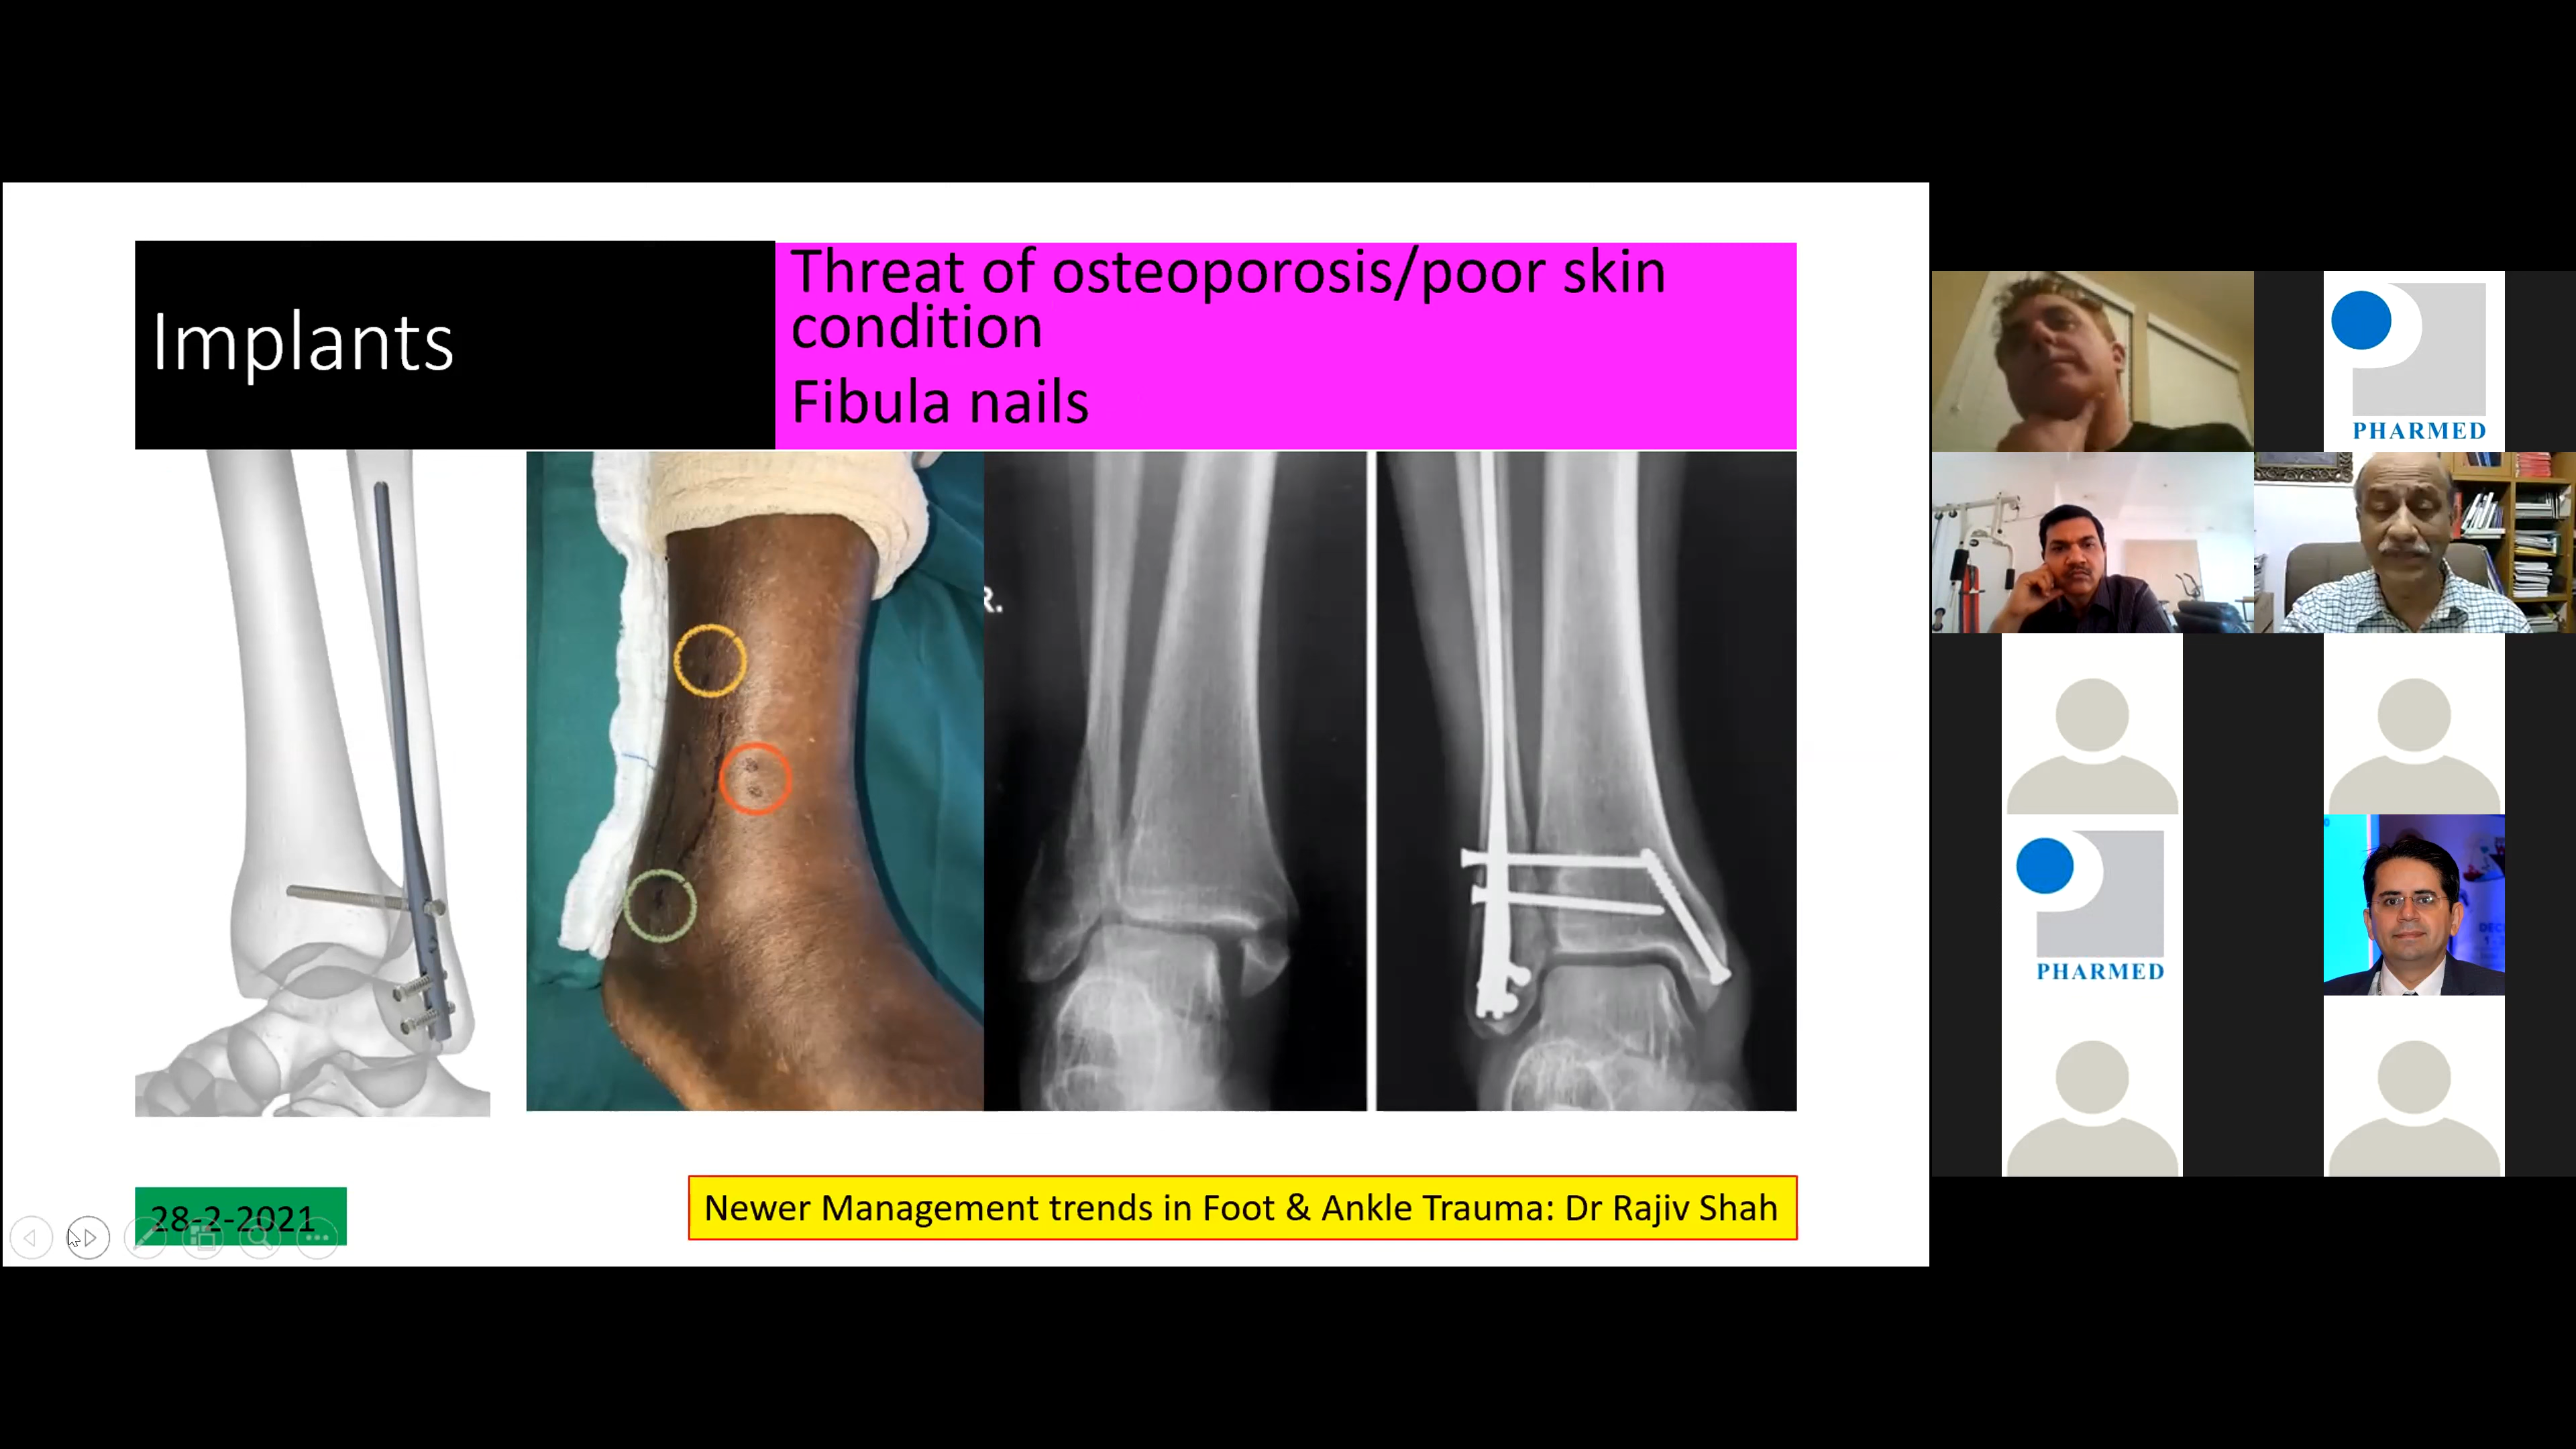 Implants
Threat of osteoporosis/poor skin
condition
Fibula nails
R.
28-2-2021
Newer Management trends in Foot & Ankle Trauma: Dr Rajiv Shah
PHARMED
PHARMED